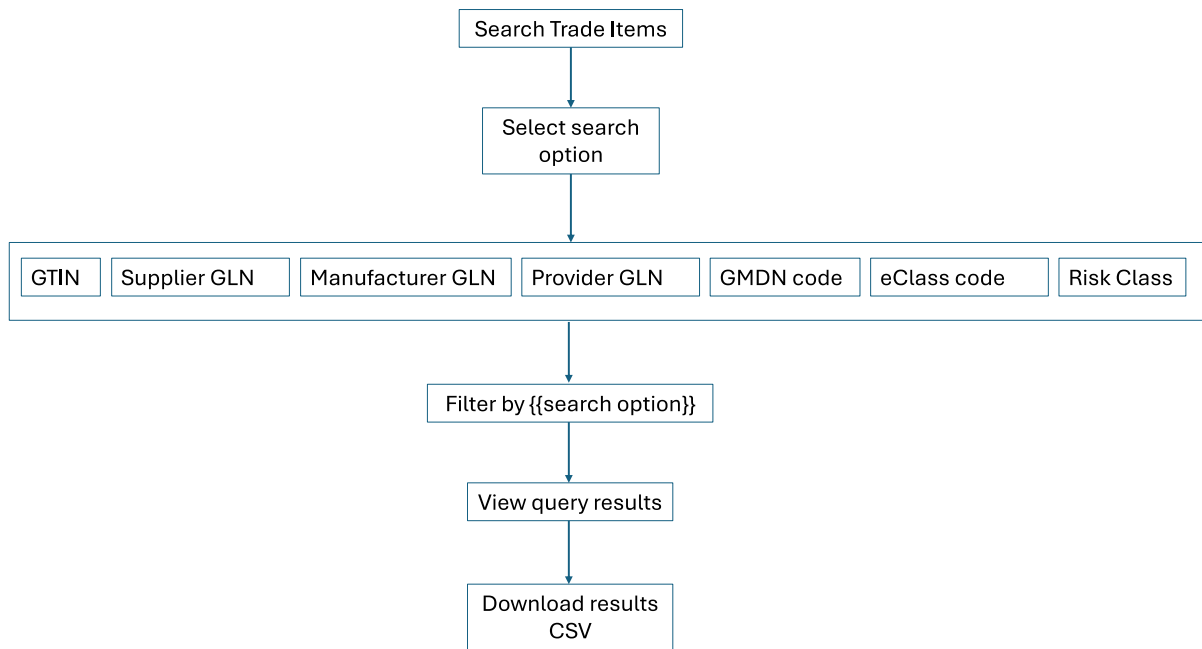 Search Trade Items
Select search
option
GTIN
Supplier GLN
Manufacturer GLN
Provider GLN
GMDN code
eClass code
Risk Class
Filter by {{search option}}
View query results
Download results
CSV